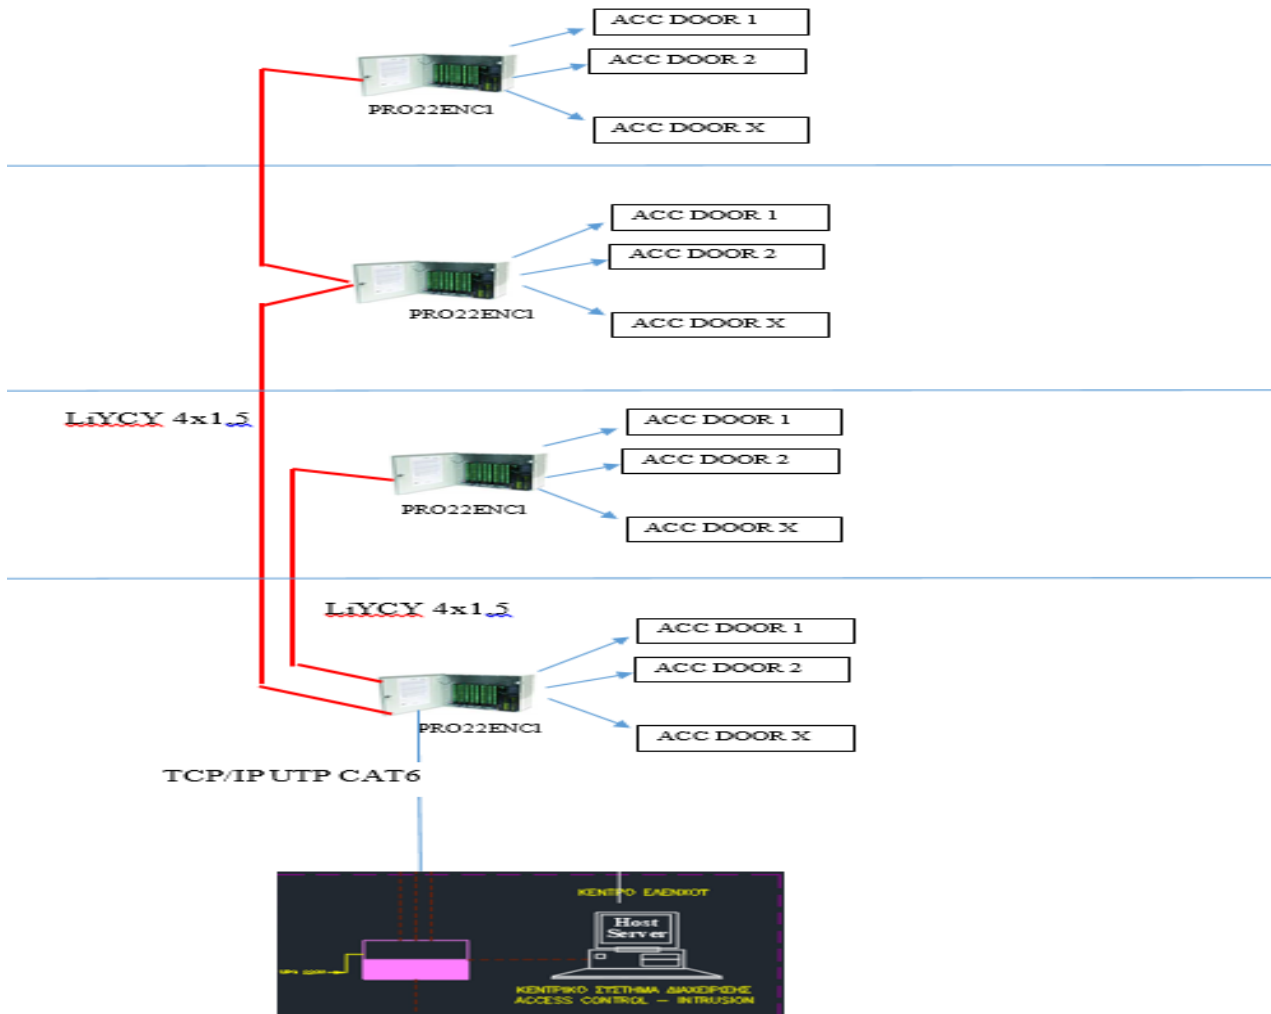 ACC DOOR 1
ACC DOOR 2
PRO22ENC1
ACC DOOR X
ACC DOOR 1
ACC DOOR 2
PRO22ENC1
ACC DOOR X
LiYCY 4x1,5
ACC DOOR 1
ACC DOOR 2
PRO22ENC1
ACC DOOR X
LiYCY 4x1,5
ACC DOOR 1
ACC DOOR 2
PRO22ENC1
ACC DOOR X
TCP/IP UTP CAT6
ΚΕΝΤΡΟ ΕΛΕΝΧΟΥ
Host
Server
ΚΕΝΤΡΙΚΟ ΣΥΣΤΗΜΑ ΔΙΑΧΕΙΡΙΣΗΣ
ACCESS CONTROL – INTRUSION